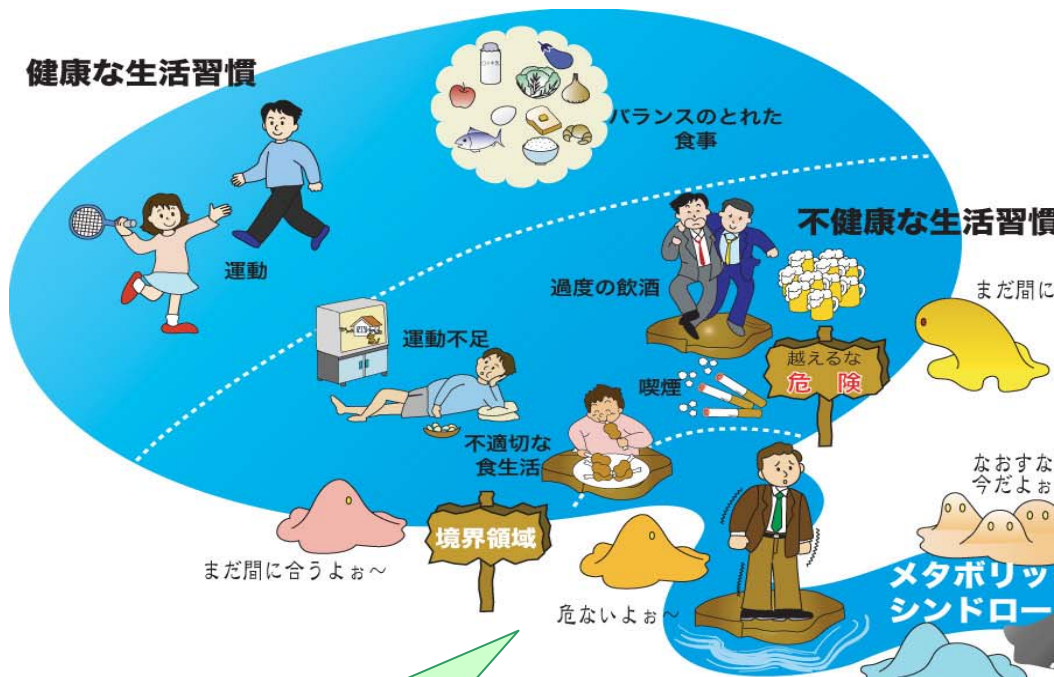 健康な生活習慣
バランスのとれた
食事
運動
不健康な生活習慣
過度の飲酒
まだ間に
運動不足
越えるな
危険
喫煙
不適切な
食生活
なおすな
今だよぉ
境界領域
まだ間に合うよぉ～
危ないよぉ～
メタボリッ
シンドロー